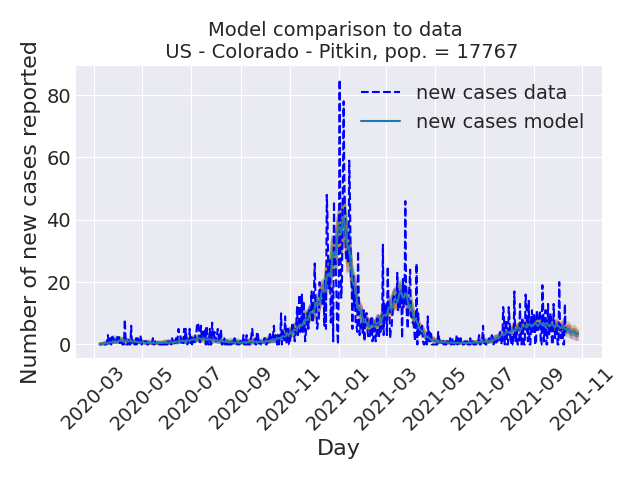 Model comparison to data
US - Colorado - Pitkin, pop. = 17767
Number of new cases reported
80
60
40
20
0
new cases data
new cases model
2020-03
2020-05
2020-07
2020-09
2020-11
2021-01
2021-03
2021-05
2021-07
2021-09
2021-11
Day